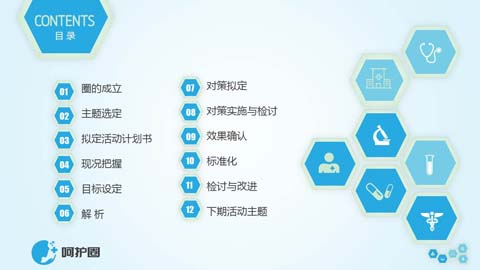 CONTENTS
目 录
01 圈的成立
02 主题选定
03 拟定活动计划书
04 现况把握
05 目标设定
06 解 析
07 对策拟定
08 对策实施与检讨
09 效果确认
10 标准化
11 检讨与改进
12 下期活动主题
呵护圈